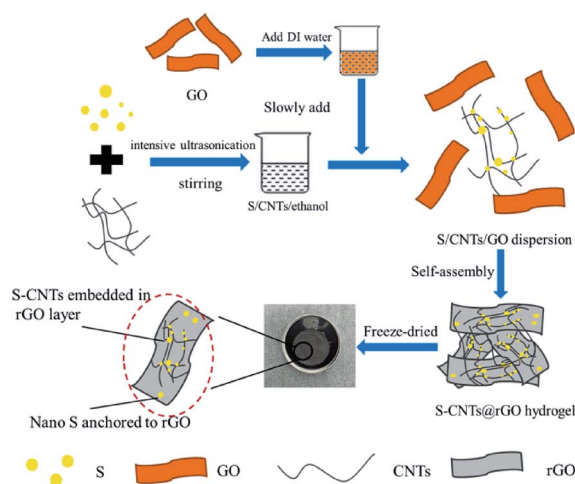 Add DI water
GO
Slowly add
intensive ultrasonication
stirring
S/CNTs/ethanol
S/CNTs/GO dispersion
Self-assembly
S-CNTs embedded in
rGO layer
Freeze-dried
Nano S anchored to rGO
S-CNTs@rGO hydrogel
S
GO
CNTs
rGO